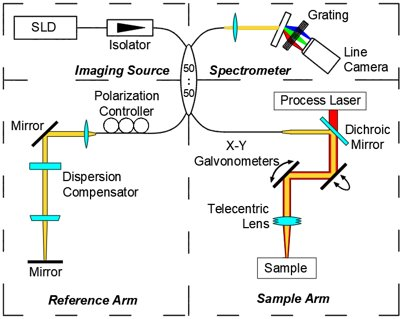 SLD
Isolator
Grating
Line
Camera
Imaging Source
Spectrometer
50
:
50
Polarization
Controller
Process Laser
Mirror
Dichroic
Mirror
X-Y
Galvonometers
Dispersion
Compensator
Telecentric
Lens
Mirror
Sample
Reference Arm
Sample Arm